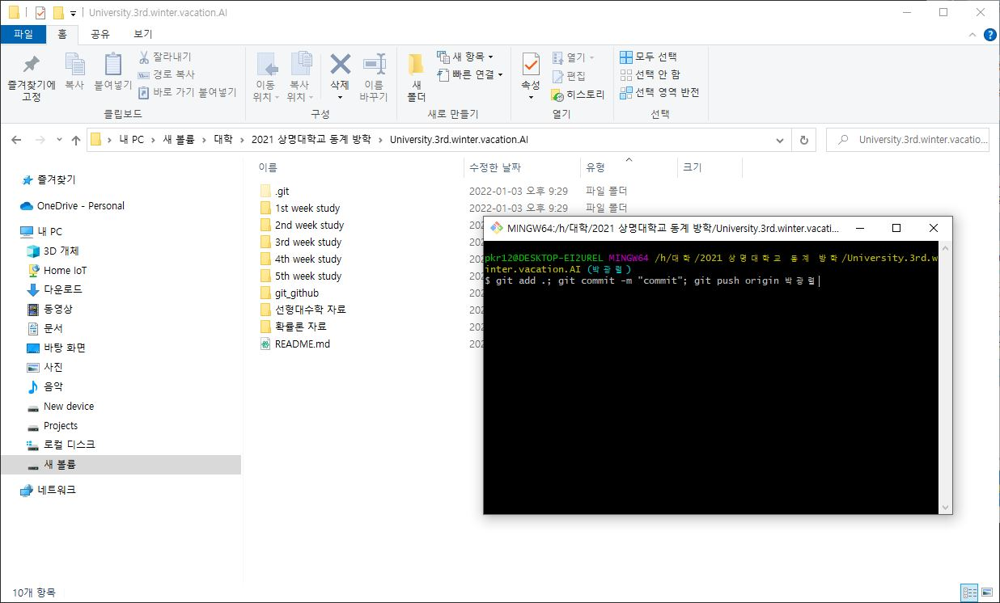 University.3rd.winter.vacation.AI
파일 홈 공유 보기
즐겨찾기에 고정
복사
붙여넣기
잘라내기
경로 복사
바로 가기 붙여넣기
클립보드
이동 위치
복사 위치
삭제
이름 바꾸기
구성
새 폴더
새 항목
빠른 연결
새로 만들기
속성
열기
편집
히스토리
열기
모두 선택
선택 안 함
선택 영역 반전
선택
내 PC > 새 볼륨 > 대학 > 2021 상명대학교 동계 방학 > University.3rd.winter.vacation.AI
University.3rd.winter.vacatio...
즐겨찾기
OneDrive - Personal
내 PC
3D 개체
Home IoT
다운로드
동영상
문서
바탕 화면
사진
음악
New device
Projects
로컬 디스크
새 볼륨
네트워크
이름 수정한 날짜 유형 크기
.git 2022-01-03 오후 9:29 파일 폴더
1st week study 2022-01-03 오후 9:29 파일 폴더
2nd week study
3rd week study
4th week study
5th week study
git_github
선형대수학 자료
확률론 자료
README.md
MINGW64:/h/대학/2021 상명대학교 동계 방학/University.3rd.winter.vacati...
pkr12@DESKTOP-EI2UREL MINGW64 /h/대학/2021 상명대학교 동계 방학/University.3rd.w
inter.vacation.AI (박광렬)
$ git add .; git commit -m "commit"; git push origin 박광렬
10개 항목